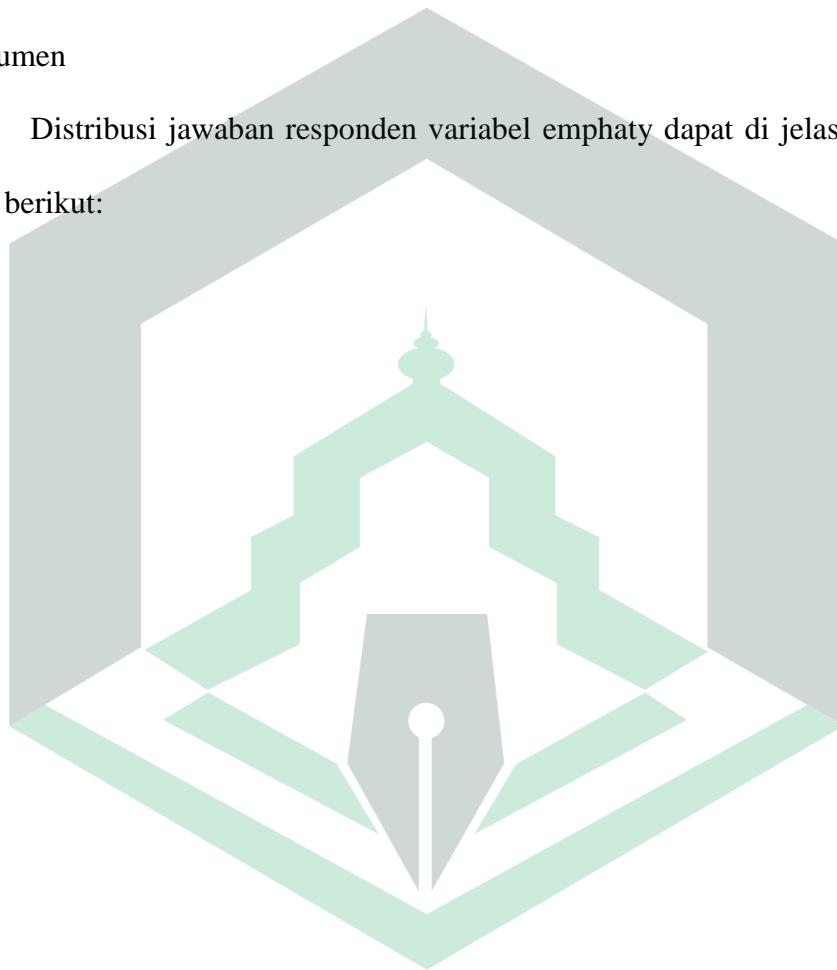 umen
Distribusi jawaban responden variabel emphaty dapat di jelas
berikut: